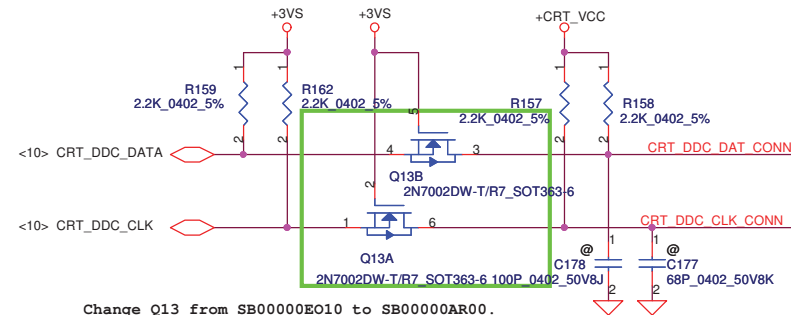 +3VS +3VS +CRT_VCC
1 1 1 1
R159 R162 R157 R158
2.2K_0402_5% 2.2K_0402_5% 2.2K_0402_5% 2.2K_0402_5%
5
2 2 2 2
<10> CRT_DDC_DATA 4 3 CRT_DDC_DAT_CONN
Q13B
2 2N7002DW-T/R7_SOT363-6
<10> CRT_DDC_CLK 1 6 CRT_DDC_CLK_CONN
Q13A
1 1
@ @
C178 C177
2N7002DW-T/R7_SOT363-6 100P_0402_50V8J 68P_0402_50V8K
2 2
Change Q13 from SB00000EO10 to SB00000AR00.